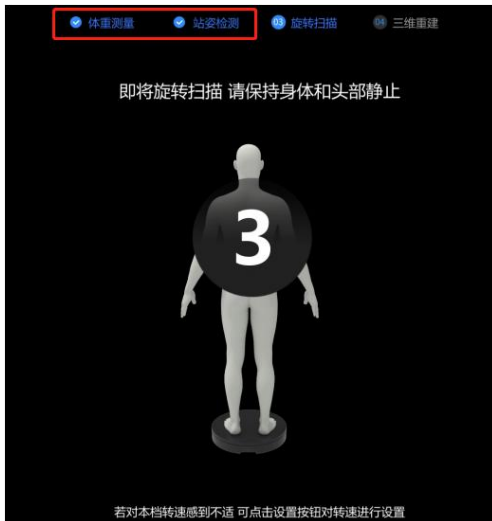 体重测量 站姿检测 03 旋转扫描 04 三维重建
即将旋转扫描 请保持身体和头部静止
3
若对本档转速感到不适 可点击设置按钮对转速进行设置